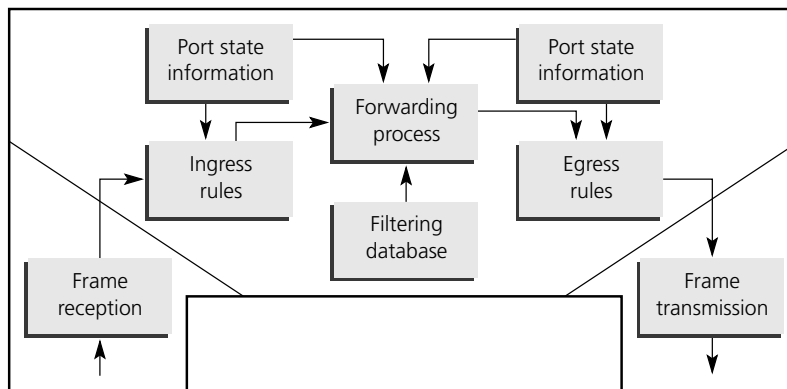 Port state
information
Port state
information
Forwarding
process
Ingress
rules
Egress
rules
Filtering
database
Frame
reception
Frame
transmission